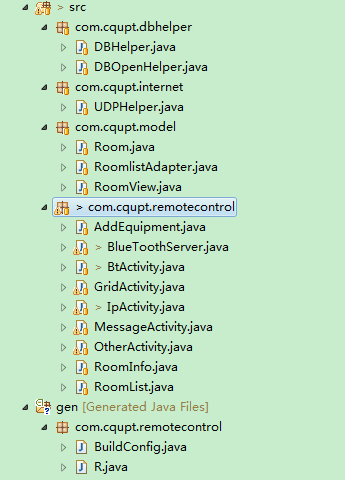 > src
com.cqupt.dbhelper
DBHelper.java
DBOpenHelper.java
com.cqupt.internet
UDPHelper.java
com.cqupt.model
Room.java
RoomlistAdapter.java
RoomView.java
> com.cqupt.remotecontrol
AddEquipment.java
> BlueToothServer.java
> BtActivity.java
GridActivity.java
> IpActivity.java
MessageActivity.java
OtherActivity.java
RoomInfo.java
RoomList.java
gen [Generated Java Files]
com.cqupt.remotecontrol
BuildConfig.java
R.java